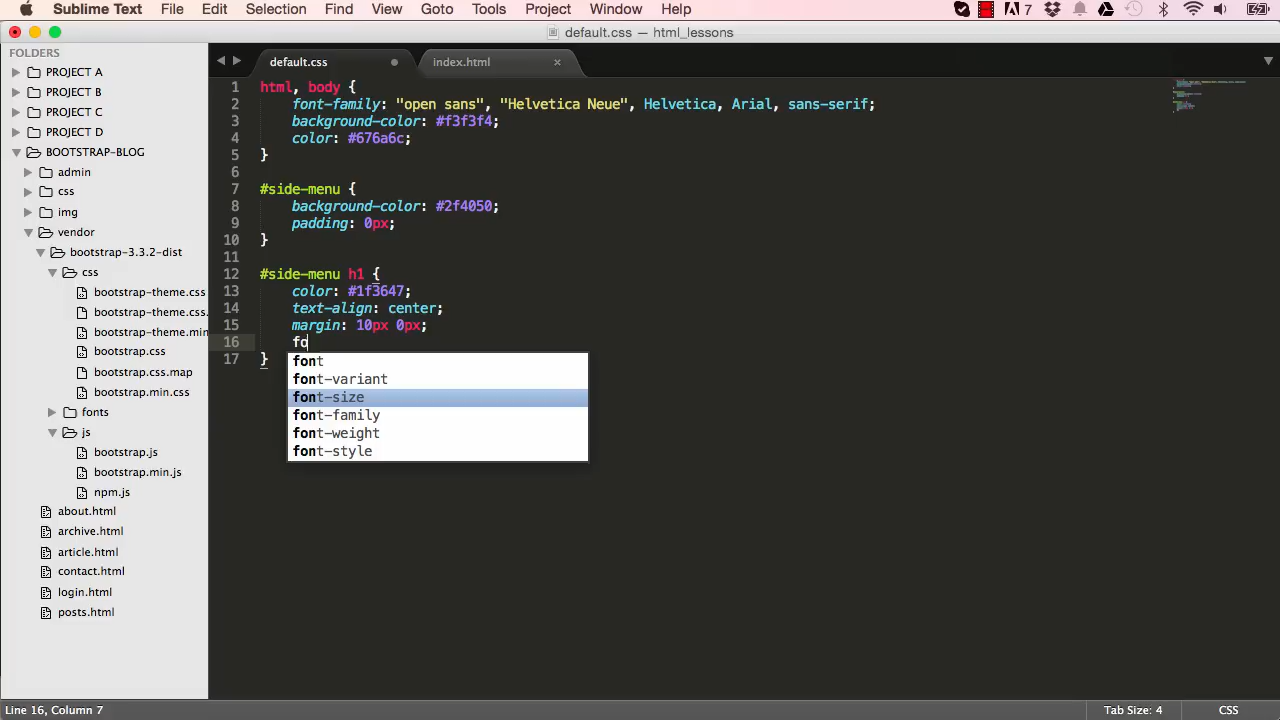 Sublime Text File Edit Selection Find View Goto Tools Project Window Help 7
default.css — html_lessons
FOLDERS
PROJECT A
PROJECT B
PROJECT C
PROJECT D
BOOTSTRAP-BLOG
admin
css
img
vendor
bootstrap-3.3.2-dist
css
bootstrap-theme.css
bootstrap-theme.css.
bootstrap-theme.min
bootstrap.css
bootstrap.css.map
bootstrap.min.css
fonts
js
bootstrap.js
bootstrap.min.js
npm.js
about.html
archive.html
article.html
contact.html
login.html
posts.html
default.css index.html
1 html, body {
2 font-family: "open sans", "Helvetica Neue", Helvetica, Arial, sans-serif;
3 background-color: #f3f3f4;
4 color: #676a6c;
5 }
6
7 #side-menu {
8 background-color: #2f4050;
9 padding: 0px;
10 }
11
12 #side-menu h1 {
13 color: #1f3647;
14 text-align: center;
15 margin: 10px 0px;
16 fo
17 }
font
font-variant
font-size
font-family
font-weight
font-style
Line 16, Column 7 Tab Size: 4 CSS